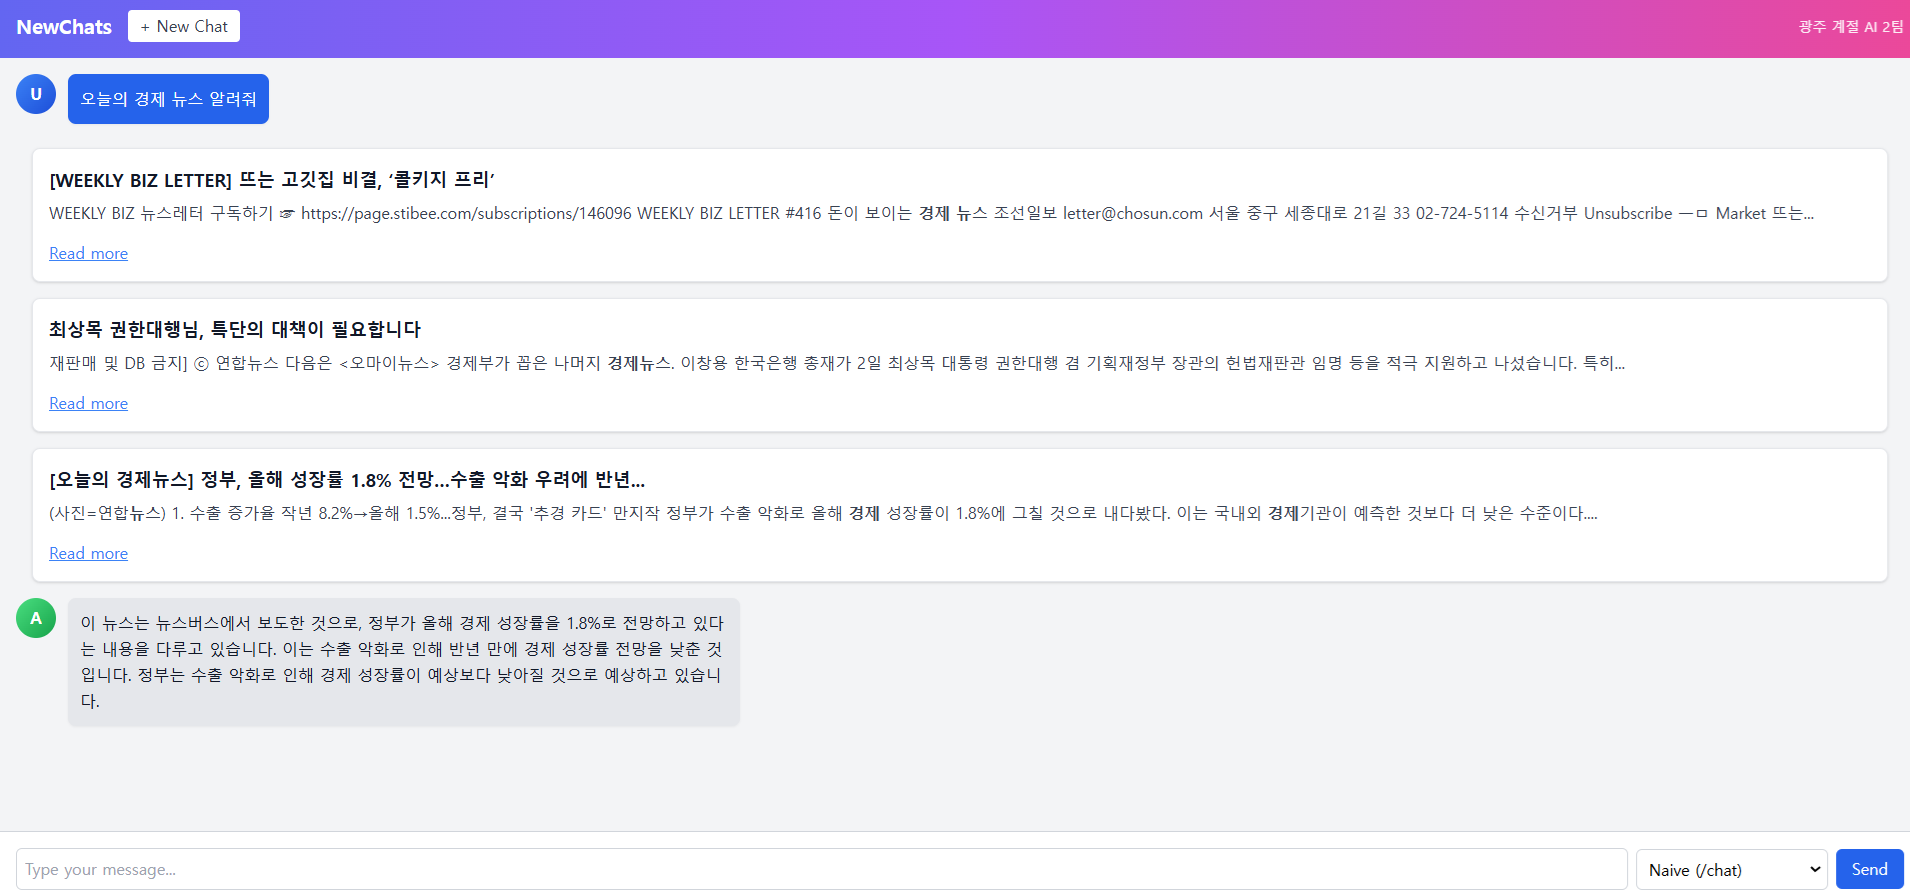 NewChats
+ New Chat
광주 계절 AI 2팀
U
오늘의 경제 뉴스 알려줘
[WEEKLY BIZ LETTER] 뜨는 고깃집 비결, ‘콜키지 프리’
WEEKLY BIZ 뉴스레터 구독하기 ☞ https://page.stibee.com/subscriptions/146096 WEEKLY BIZ LETTER #416 돈이 보이는 경제 뉴스 조선일보 letter@chosun.com 서울 중구 세종대로 21길 33 02-724-5114 수신거부 Unsubscribe ㅡㅁ Market 뜨는...
Read more
최상목 권한대행님, 특단의 대책이 필요합니다
재판매 및 DB 금지] ⓒ 연합뉴스 다음은 <오마이뉴스> 경제부가 꼽은 나머지 경제뉴스. 이창용 한국은행 총재가 2일 최상목 대통령 권한대행 겸 기획재정부 장관의 헌법재판관 임명 등을 적극 지원하고 나섰습니다. 특히...
Read more
[오늘의 경제뉴스] 정부, 올해 성장률 1.8% 전망...수출 악화 우려에 반년...
(사진=연합뉴스) 1. 수출 증가율 작년 8.2%→올해 1.5%...정부, 결국 '추경 카드' 만지작 정부가 수출 악화로 올해 경제 성장률이 1.8%에 그칠 것으로 내다봤다. 이는 국내외 경제기관이 예측한 것보다 더 낮은 수준이다....
Read more
A
이 뉴스는 뉴스버스에서 보도한 것으로, 정부가 올해 경제 성장률을 1.8%로 전망하고 있다
는 내용을 다루고 있습니다. 이는 수출 악화로 인해 반년 만에 경제 성장률 전망을 낮춘 것
입니다. 정부는 수출 악화로 인해 경제 성장률이 예상보다 낮아질 것으로 예상하고 있습니
다.
Type your message...
Naive (/chat)
Send